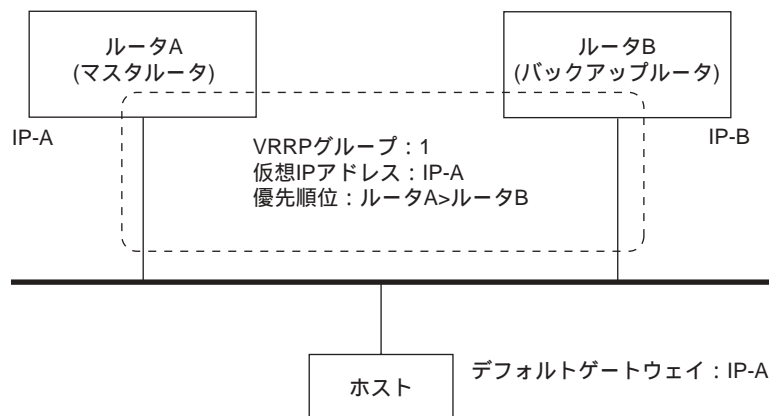 ルータA
(マスタルータ)
ルータB
(バックアップルータ)
IP-A
IP-B
VRRPグループ：1
仮想IPアドレス：IP-A
優先順位：ルータA>ルータB
ホスト
デフォルトゲートウェイ：IP-A